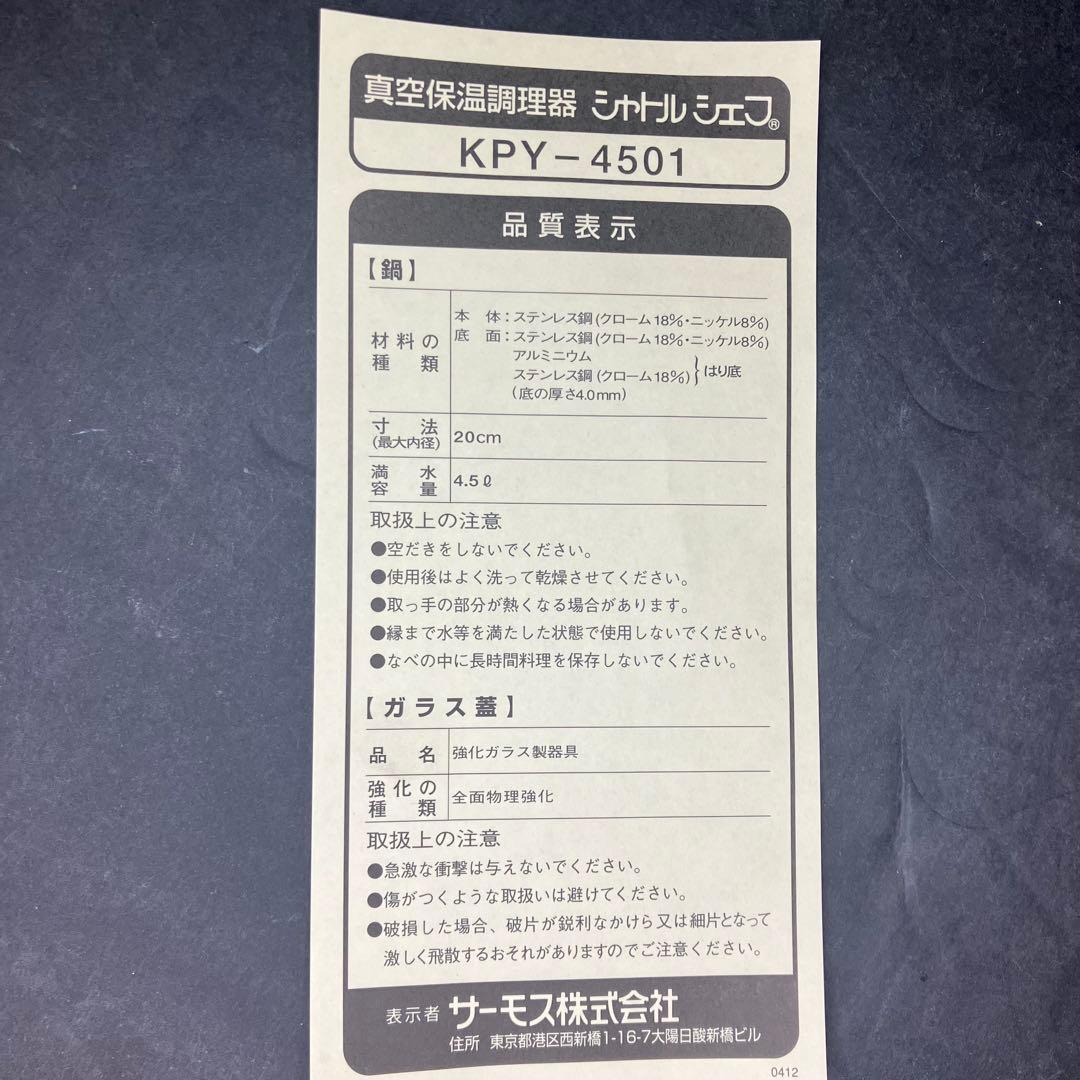 真空保温調理器 シャトルシェフ®
KPY－4501
品質表示
【鍋】
材料の種類 本体：ステンレス鋼(クローム18％・ニッケル8％)
底面：ステンレス鋼(クローム18％・ニッケル8％)
アルミニウム
ステンレス鋼(クローム18％) }はり底
(底の厚さ4.0mm)
寸法(最大内径) 20cm
満水容量 4.5ℓ
取扱上の注意
●空だきをしないでください。
●使用後はよく洗って乾燥させてください。
●取っ手の部分が熱くなる場合があります。
●縁まで水等を満たした状態で使用しないでください。
●なべの中に長時間料理を保存しないでください。
【ガラス蓋】
品名 強化ガラス製器具
強化の種類 全面物理強化
取扱上の注意
●急激な衝撃は与えないでください。
●傷がつくような取扱いは避けてください。
●破損した場合、破片が鋭利なかけら又は細片となって
激しく飛散するおそれがありますのでご注意ください。
表示者 サーモス株式会社
住所 東京都港区西新橋1-16-7大陽日酸新橋ビル
0412